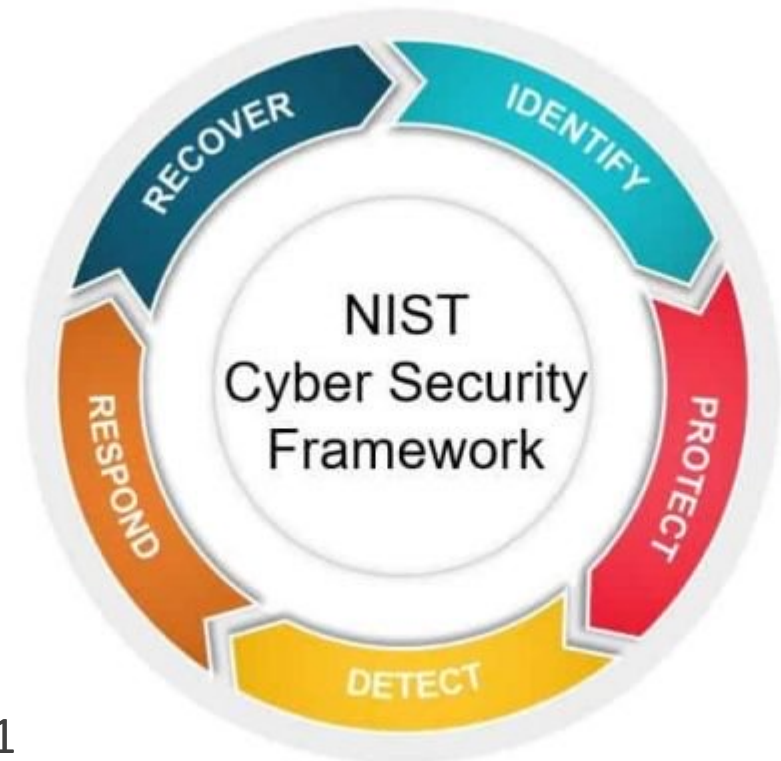 RECOVER
IDENTIFY
NIST
Cyber Security
Framework
RESPOND
PROTECT
DETECT
1